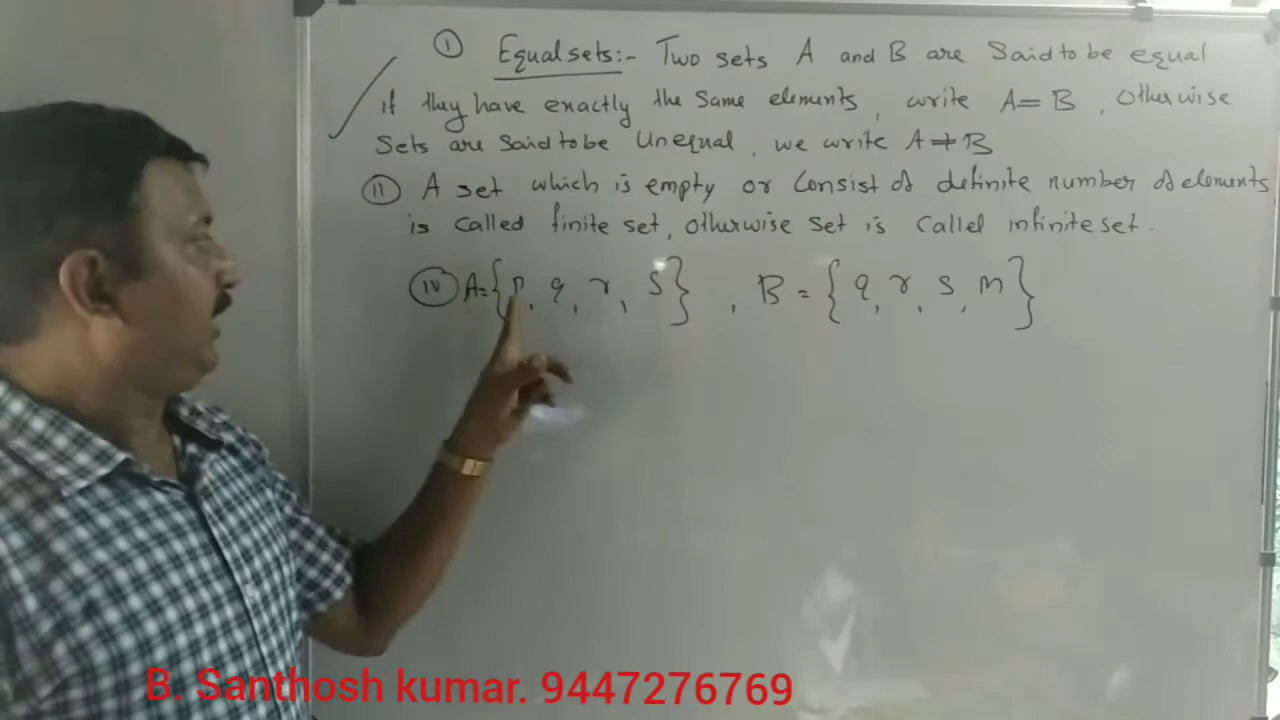 ① Equal sets:- Two sets A and B are Said to be equal
if they have exactly the same elements, write A = B, Otherwise
Sets are said to be Unequal, we write A ≠ B
⑪ A set which is empty or Consist of definite number of elements
is called finite set, otherwise set is called infinite set.
ⓘⓥ A = {p, q, r, s}, B = {q, r, s, m}
B. Santhosh kumar. 9447276769